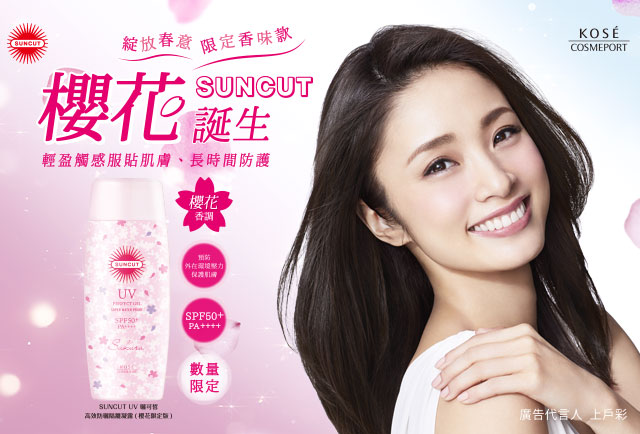 SUNCUT
綻放春意 限定香味款
KOSÉ
COSMEPORT
櫻花 SUNCUT 誕生
輕盈觸感服貼肌膚、長時間防護
櫻花
香調
SUNCUT
UV
PROTECT GEL
SPF50+
PA++++
預防
外在環境壓力
保護肌膚
SPF50+
PA++++
數量
限定
SUNCUT UV 曬可皙
高效防曬隔離凝露(櫻花限定版)
廣告代言人 上戶彩